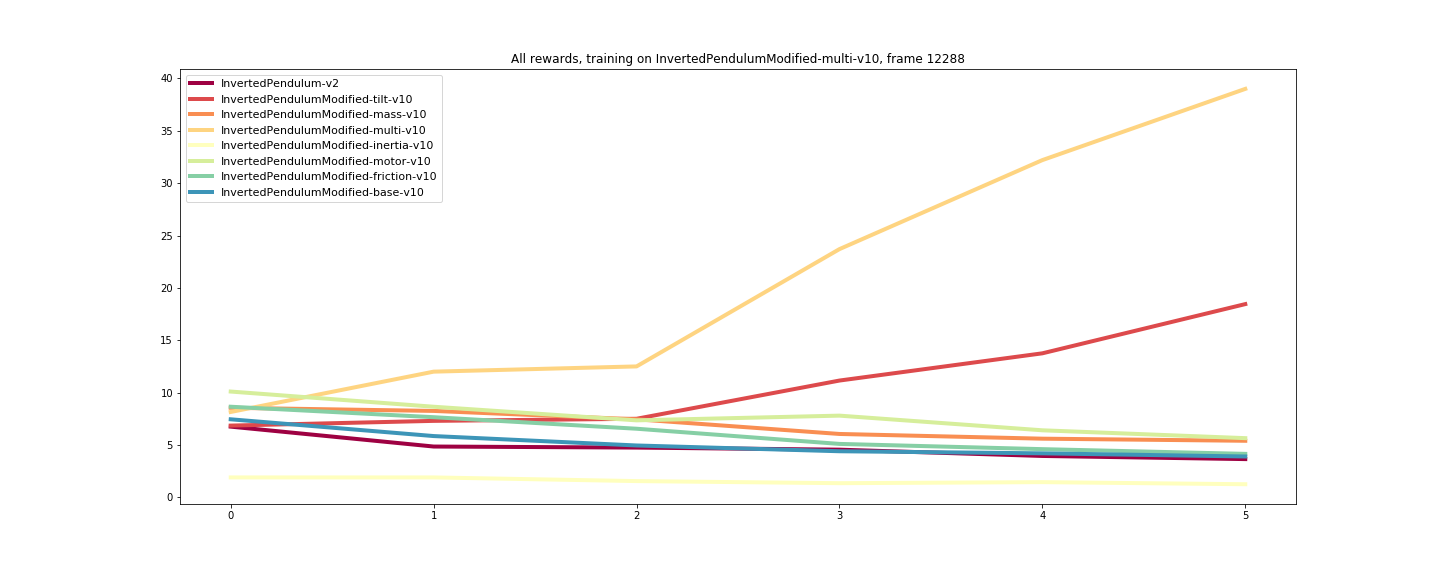 All rewards, training on InvertedPendulumModified-multi-v10, frame 12288
InvertedPendulum-v2
InvertedPendulumModified-tilt-v10
InvertedPendulumModified-mass-v10
InvertedPendulumModified-multi-v10
InvertedPendulumModified-inertia-v10
InvertedPendulumModified-motor-v10
InvertedPendulumModified-friction-v10
InvertedPendulumModified-base-v10
40
35
30
25
20
15
10
5
0
0 1 2 3 4 5